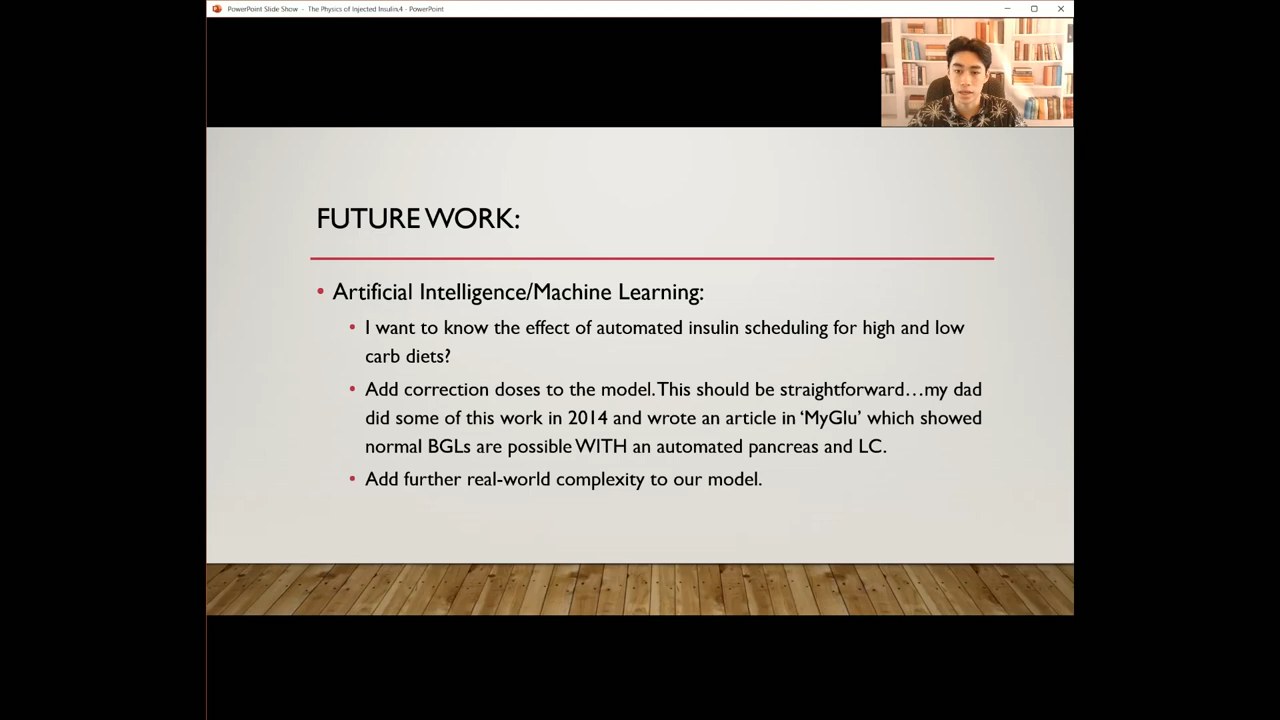 PowerPoint Slide Show - The Physics of Injected Insulin,4 - PowerPoint
FUTURE WORK:
• Artificial Intelligence/Machine Learning:
• I want to know the effect of automated insulin scheduling for high and low
carb diets?
• Add correction doses to the model. This should be straightforward…my dad
did some of this work in 2014 and wrote an article in ‘MyGlu’ which showed
normal BGLs are possible WITH an automated pancreas and LC.
• Add further real-world complexity to our model.